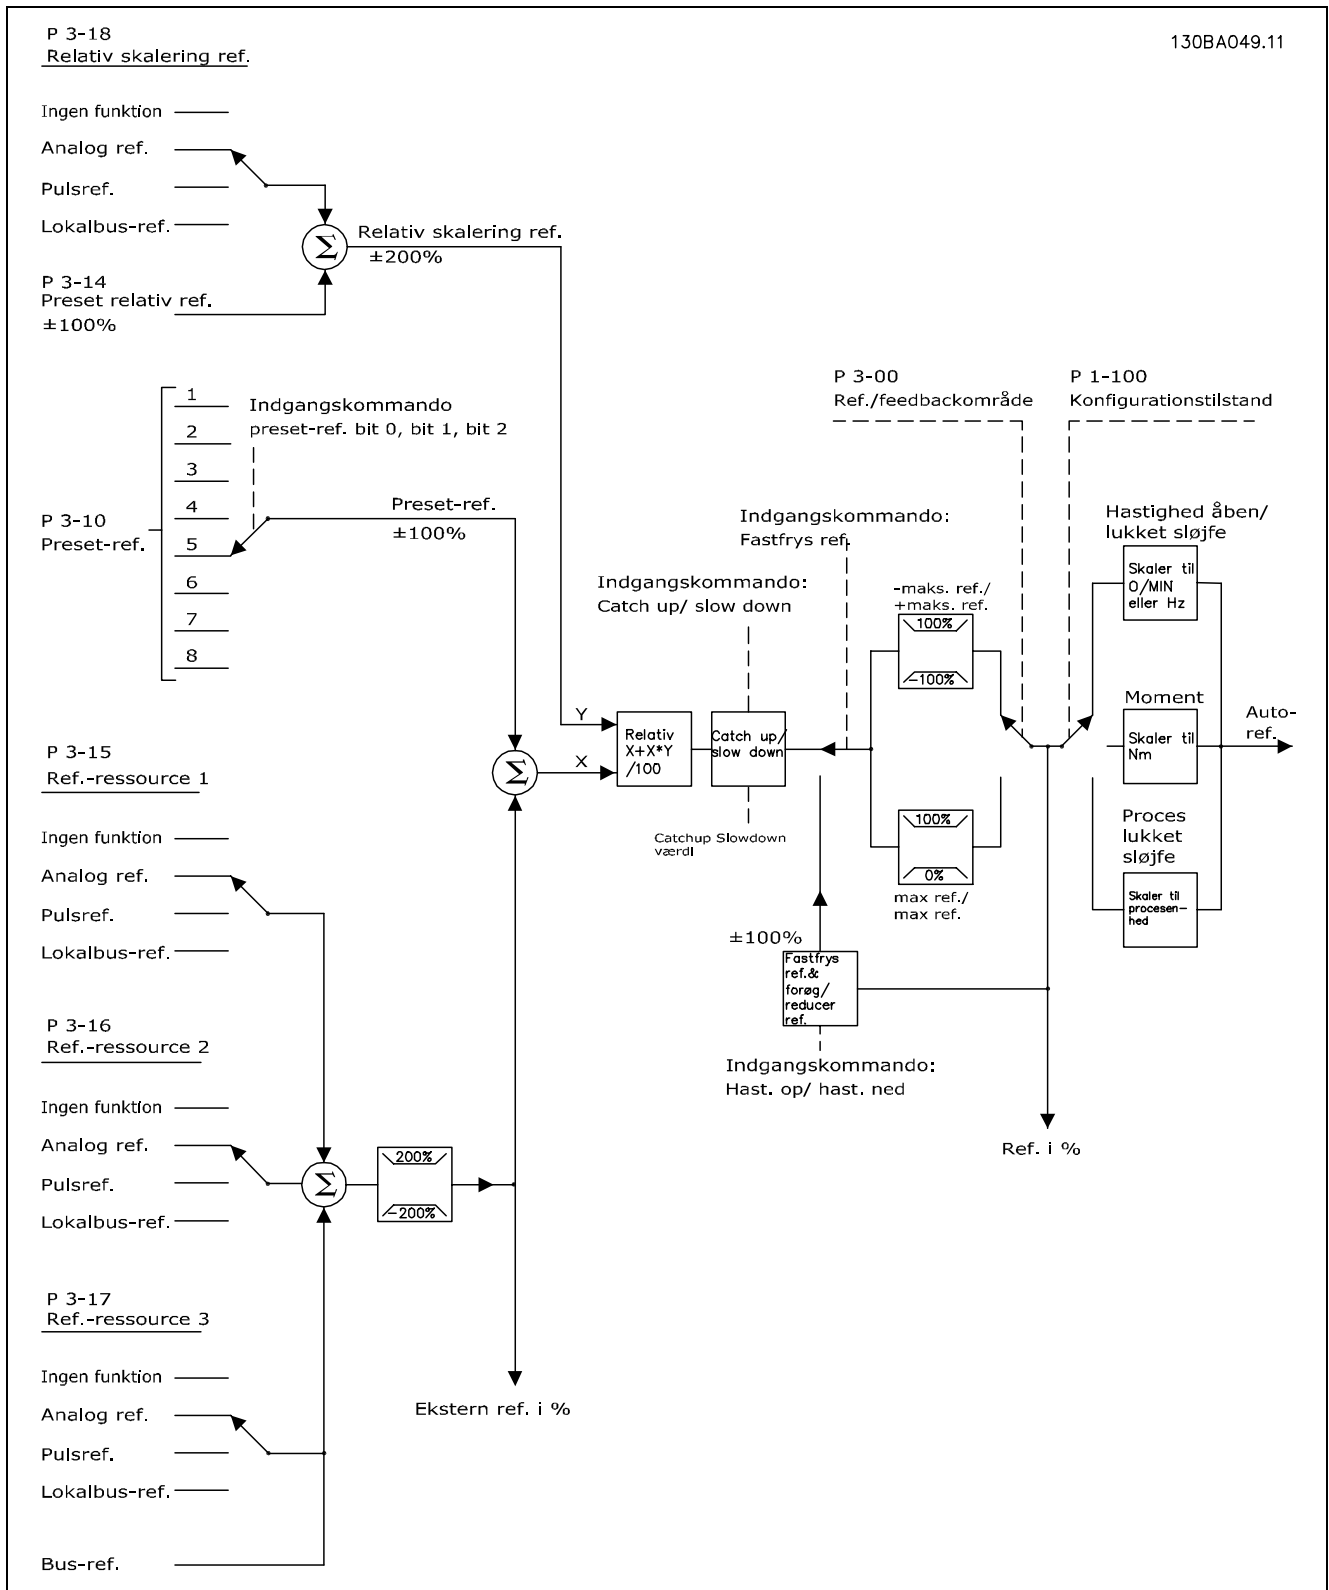 P 3-18
Relativ skalering ref.
130BA049.11
Ingen funktion
Analog ref.
Pulsref.
Lokalbus-ref.
Σ
Relativ skalering ref.
±200%
P 3-14
Preset relativ ref.
±100%
P 3-10
Preset-ref.
1
2
3
4
5
6
7
8
Indgangskommando
preset-ref. bit 0, bit 1, bit 2
Preset-ref.
±100%
P 3-00
Ref./feedbackområde
P 1-100
Konfigurationstilstand
Indgangskommando:
Fastfrys ref.
Indgangskommando:
Catch up/ slow down
-maks. ref./
+maks. ref.
100%
-100%
Hastighed åben/
lukket sløjfe
Skaler til
O/MIN
eller Hz
Y
X
Σ
Relativ
X+X*Y
/100
Catch up/
slow down
Catchup Slowdown
værdI
100%
0%
max ref./
max ref.
Moment
Skaler til
Nm
Auto-
ref.
Proces
lukket
sløjfe
Skaler til
procesen-
hed
±100%
Fastfrys
ref.&
forøg/
reducer
ref.
Indgangskommando:
Hast. op/ hast. ned
Ref. i %
P 3-15
Ref.-ressource 1
Ingen funktion
Analog ref.
Pulsref.
Lokalbus-ref.
P 3-16
Ref.-ressource 2
Ingen funktion
Analog ref.
Pulsref.
Lokalbus-ref.
Σ
200%
-200%
P 3-17
Ref.-ressource 3
Ingen funktion
Analog ref.
Pulsref.
Lokalbus-ref.
Bus-ref.
Ekstern ref. i %